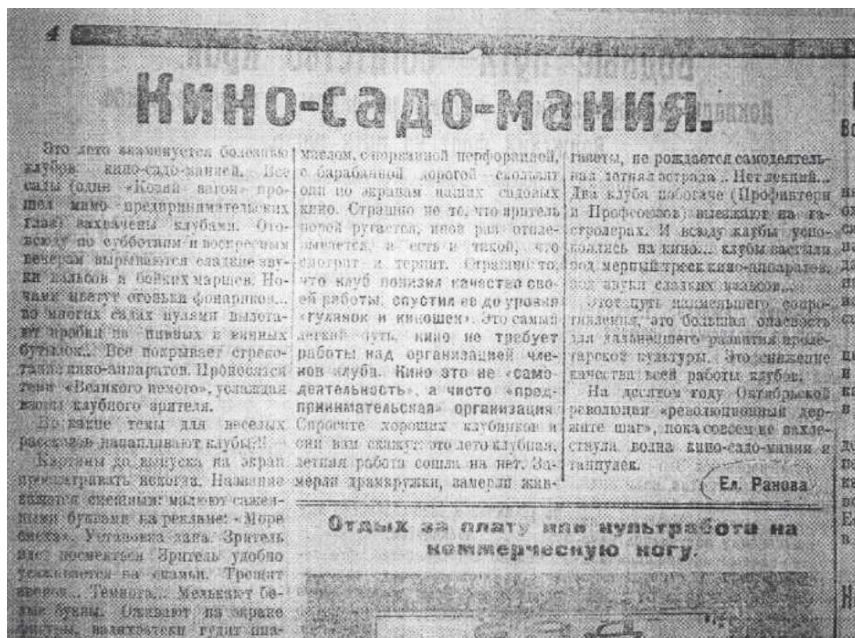 4
Кино-садо-мания.
Это лето знаменуется болезнью
клубов кино-садо-манией. Все
сады (один «Козий загон» про-
шел мимо предпринимательских
глаз) захвачены клубами. Ото-
всюду по субботним и воскресным
вечерам вырываются сладкие зву-
ки вальсов и бойких маршев. Но-
чами цветут огоньки фонариков...
во многих садах пулями вылета-
ют пробки из пивных и винных
бутылок... Все покрывает стреко-
тание кино-аппаратов. Проносятся
тени «Великого немого», услаждая
клубного зрителя.
какие темы для веселых
рассказов накапливают клубы!!
Картины до выпуска на экран
просматривать некогда. Название
кажется смешным: малюют сажен-
ными буквами на рекламе: «Море
смеха». Установка дана. Зритель
идет посмеяться Зритель удобно
усаживается на скамьи. Трещит
звонок... Темнота... Мелькают бе-
лые буквы. Оживают на экране
маслом, с порванной перфорацией,
с барабанной дорогой скользят
они по экранам наших садовых
кино. Страшно не то, что зритель
порой ругается, иной раз отпле-
вывается, а есть и такой, что
смотрит и терпит. Страшно то,
что клуб понизил качество сво-
ей работы, спустил ее до уровня
«гулянок и киношек». Это самый
легкий путь, кино не требует
работы над организацией чле-
нов клуба. Кино это не «само-
деятельность», а чисто «пред-
принимательская» организация
Спросите хороших клубников и
они вам скажут: это лето клубная,
летняя работа сошла на нет. За-
мерли драмкружки, замерли жив-
газеты, не рождается самодеятель-
ная летняя эстрада... Нет лекций...
Два клуба побогаче (Профинтерн
и Профсоюзов) выезжают на га-
стролерах. И всюду клубы успо-
коились на кино... клубы застыли
под мерный треск кино-аппаратов,
под звуки сладких вальсов...
Этот путь наименьшего сопро-
тивления, это большая опасность
для дальнейшего развития проле-
тарской культуры. Это снижение
качества всей работы клубов.
На десятом году Октябрьской
революции «революционный дер-
жите шаг», пока совсем не захле-
стнула волна кино-садо-мании и
танцулек.
Ел. Ранова
Отдых за плату или культработа на
коммерческую ногу.